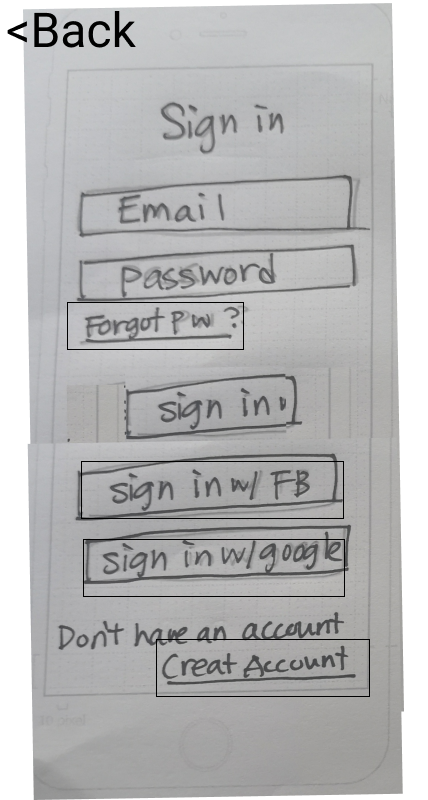 <Back
Sign in
Email
Password
Forgot PW?
sign in
sign in w/ FB
sign in w/google
Don't have an account
Creat Account